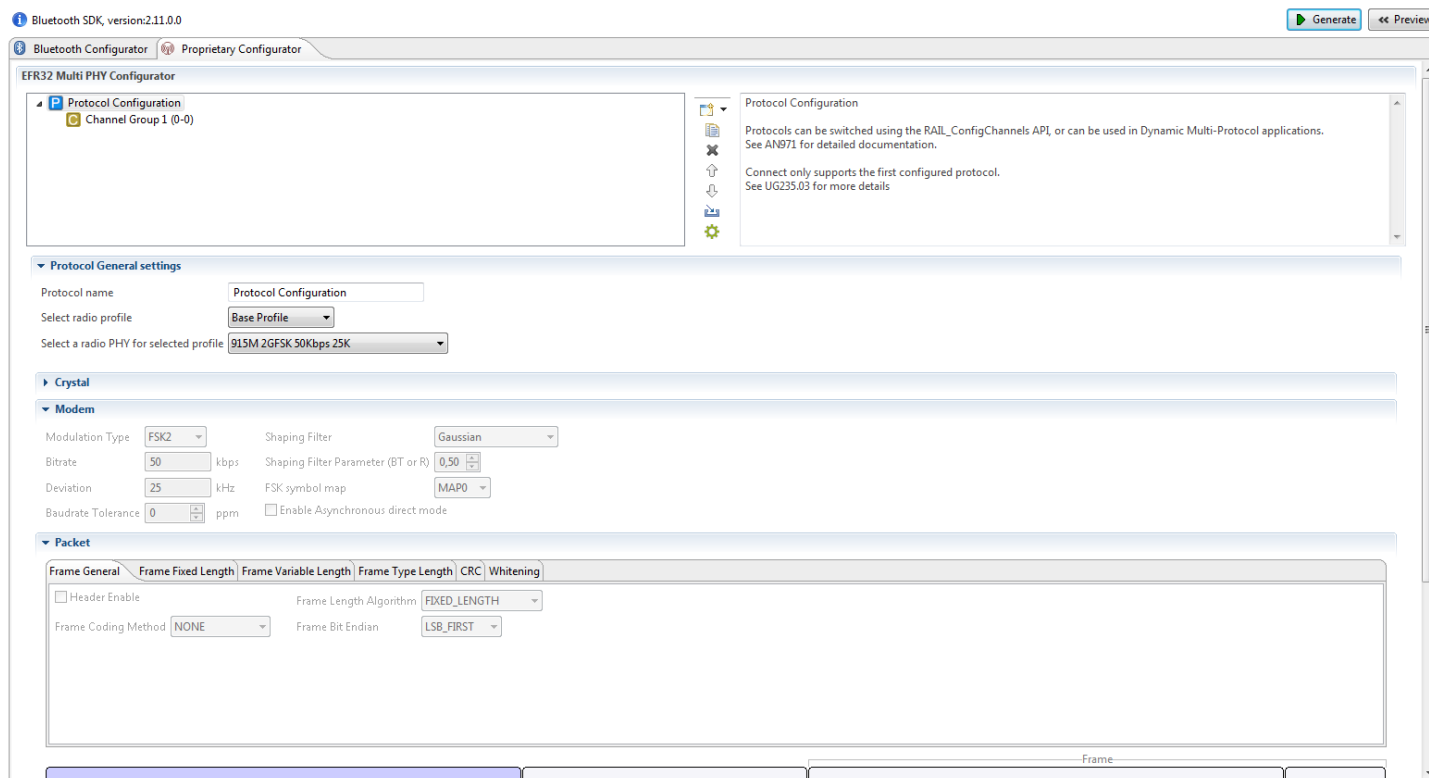 Bluetooth SDK, version:2.11.0.0
Generate
Preview
Bluetooth Configurator
Proprietary Configurator
EFR32 Multi PHY Configurator
Protocol Configuration
Channel Group 1 (0-0)
Protocol Configuration
Protocols can be switched using the RAIL_ConfigChannels API, or can be used in Dynamic Multi-Protocol applications.
See AN971 for detailed documentation.
Connect only supports the first configured protocol.
See UG235.03 for more details
Protocol General settings
Protocol name Protocol Configuration
Select radio profile Base Profile
Select a radio PHY for selected profile 915M 2GFSK 50Kbps 25K
Crystal
Modem
Modulation Type FSK2 Shaping Filter Gaussian
Bitrate 50 kbps Shaping Filter Parameter (BT or R) 0,50
Deviation 25 kHz FSK symbol map MAP0
Baudrate Tolerance 0 ppm Enable Asynchronous direct mode
Packet
Frame General Frame Fixed Length Frame Variable Length Frame Type Length CRC Whitening
Header Enable Frame Length Algorithm FIXED_LENGTH
Frame Coding Method NONE Frame Bit Endian LSB_FIRST
Frame